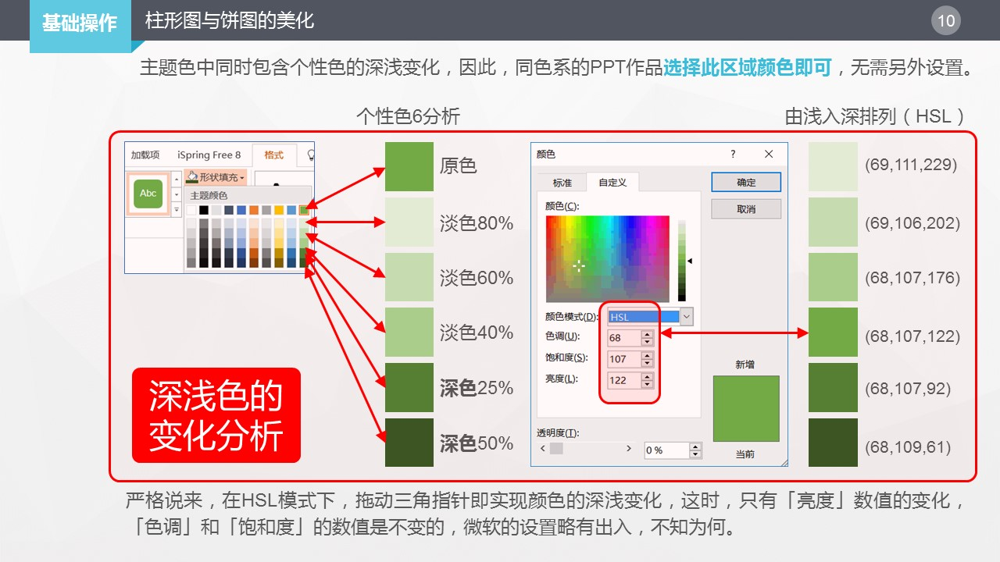 基础操作
柱形图与饼图的美化
10
主题色中同时包含个性色的深浅变化，因此，同色系的PPT作品选择此区域颜色即可，无需另外设置。
个性色6分析
由浅入深排列（HSL）
加载项 iSpring Free 8 格式
Abc
形状填充
主题颜色
原色
淡色80%
淡色60%
淡色40%
深色25%
深色50%
深浅色的
变化分析
颜色
? ×
标准 自定义
确定
取消
颜色(C):
颜色模式(D): HSL
色调(U): 68
饱和度(S): 107
亮度(L): 122
新增
当前
透明度(T):
0 %
(69,111,229)
(69,106,202)
(68,107,176)
(68,107,122)
(68,107,92)
(68,109,61)
严格说来，在HSL模式下，拖动三角指针即实现颜色的深浅变化，这时，只有「亮度」数值的变化，
「色调」和「饱和度」的数值是不变的，微软的设置略有出入，不知为何。